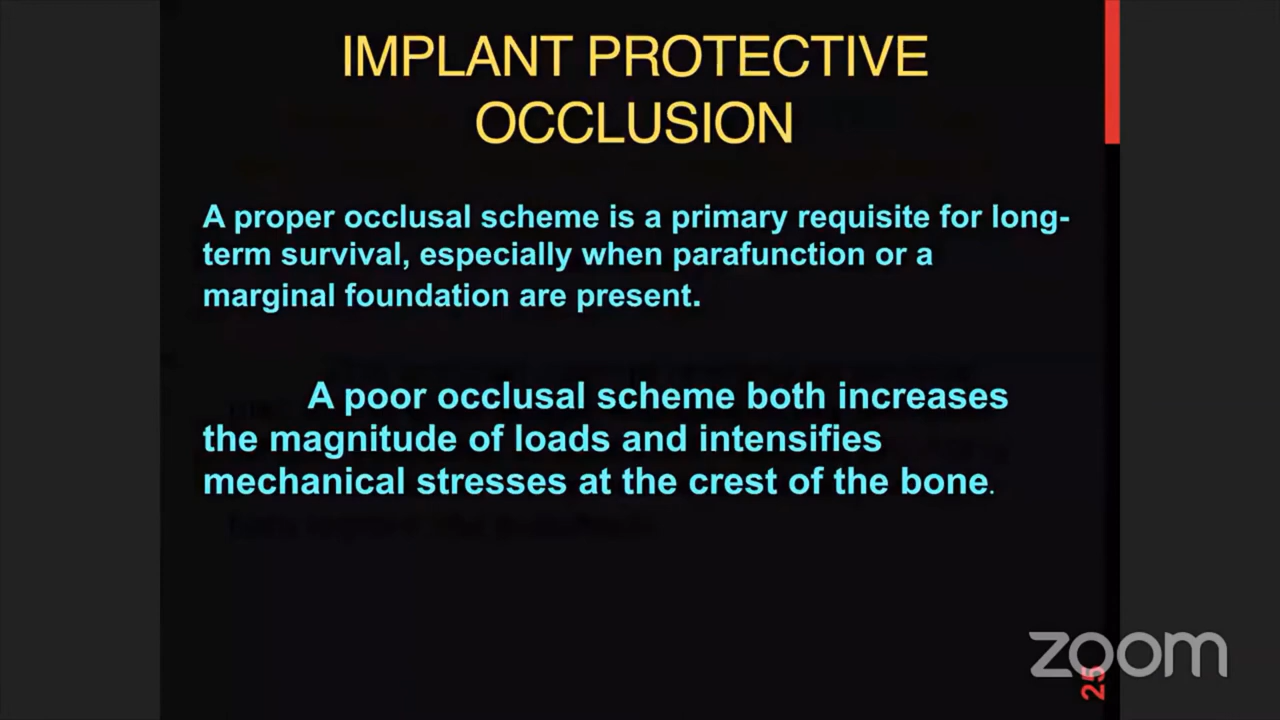 IMPLANT PROTECTIVE
OCCLUSION
A proper occlusal scheme is a primary requisite for long-
term survival, especially when parafunction or a
marginal foundation are present.
A poor occlusal scheme both increases
the magnitude of loads and intensifies
mechanical stresses at the crest of the bone.
zoom
25